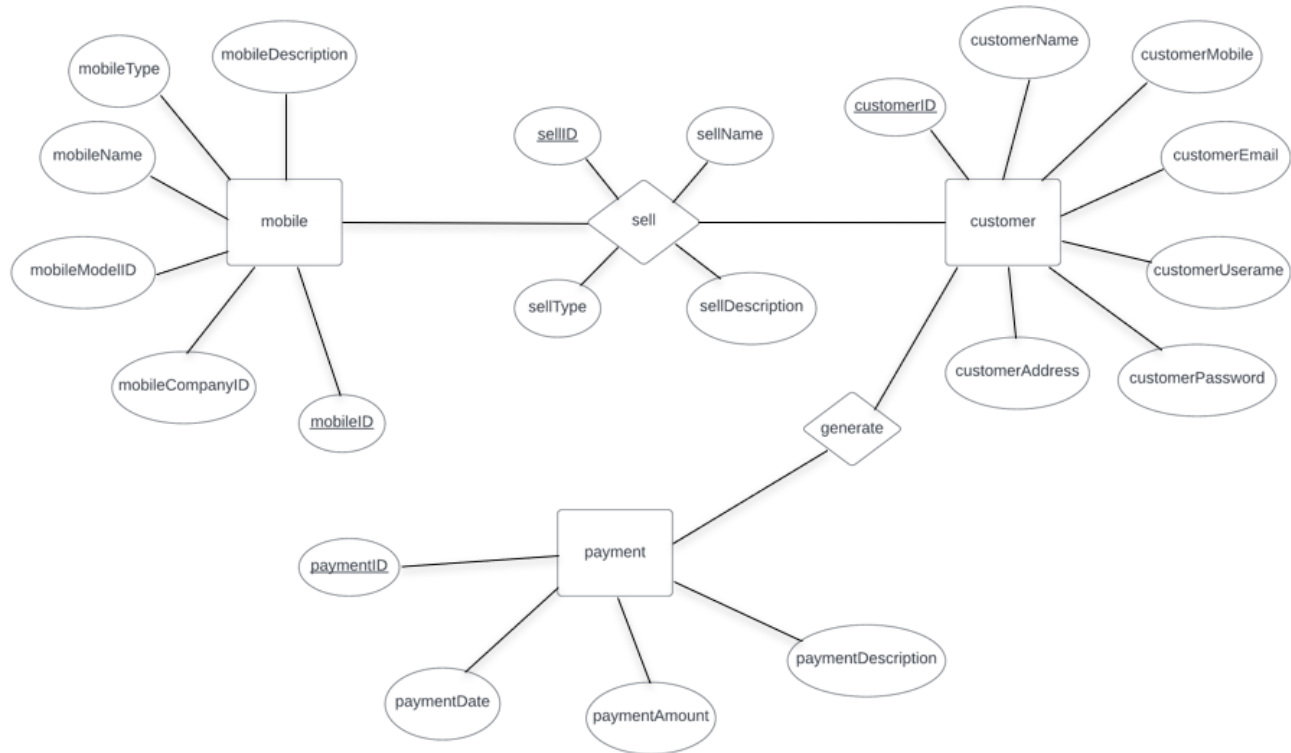 customerName
mobileDescription
customerMobile
mobileType
customerID
sellID
sellName
mobileName
customerEmail
mobile
sell
customer
mobileModelID
customerUserame
sellType
sellDescription
customerAddress
customerPassword
mobileCompanyID
mobileID
generate
payment
paymentID
paymentDescription
paymentDate
paymentAmount